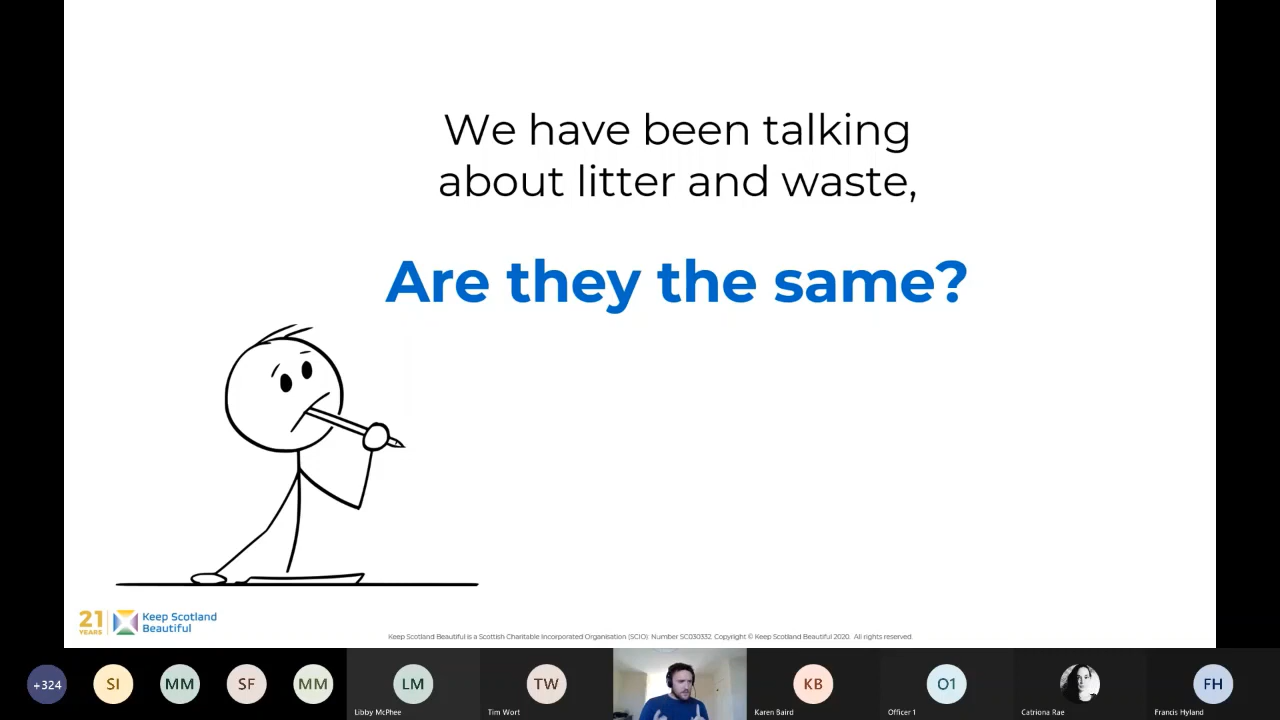 We have been talking
about litter and waste,
Are they the same?
21
YEARS
Keep Scotland
Beautiful
Keep Scotland Beautiful is a Scottish Charitable Incorporated Organisation (SCIO): Number SC030332. Copyright © Keep Scotland Beautiful 2020. All rights reserved.
+324
SI
MM
SF
MM
LM
TW
KB
O1
FH
Libby McPhee
Tim Wort
Karen Baird
Officer 1
Catriona Rae
Francis Hyland